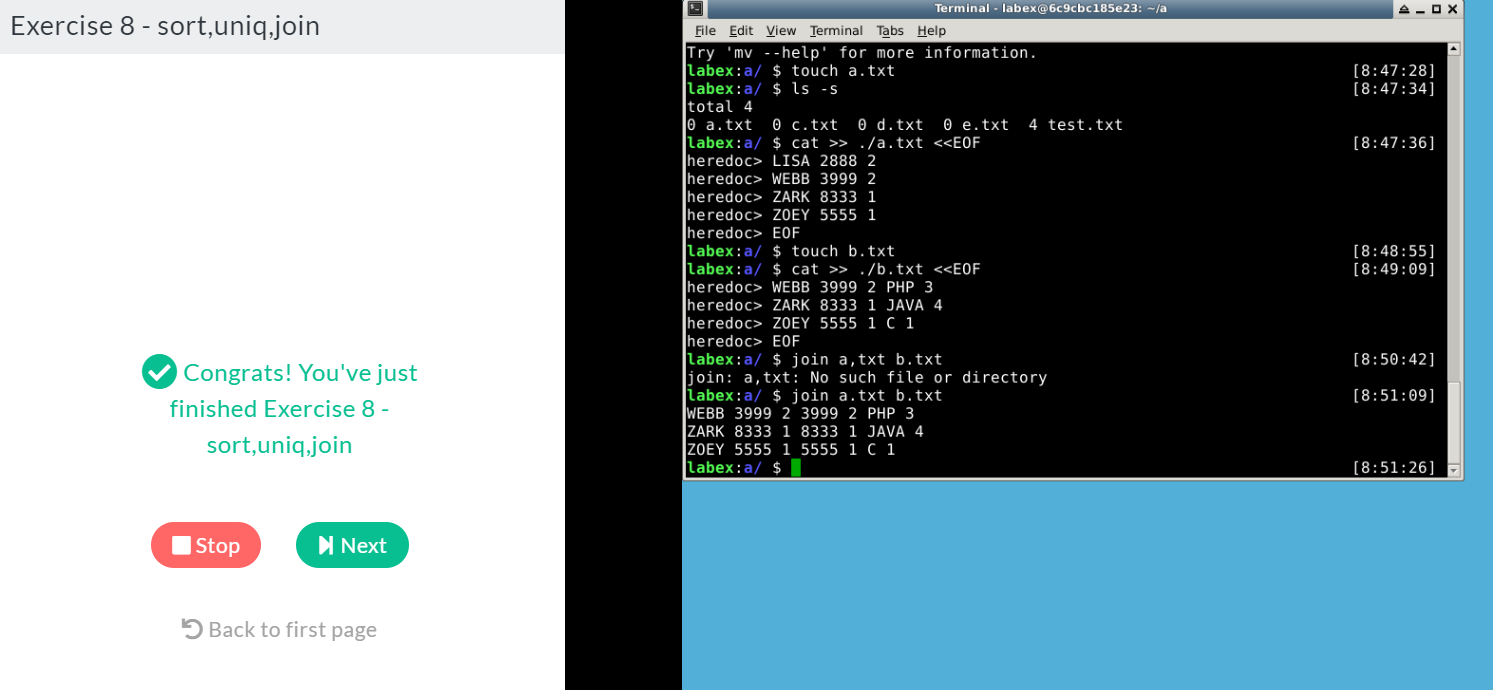 Exercise 8 - sort,uniq,join
Congrats! You've just
finished Exercise 8 -
sort,uniq,join
Stop
Next
Back to first page
Terminal - labex@6c9cbc185e23: ~/a
File Edit View Terminal Tabs Help
Try 'mv --help' for more information.
labex:a/ $ touch a.txt [8:47:28]
labex:a/ $ ls -s [8:47:34]
total 4
0 a.txt  0 c.txt  0 d.txt  0 e.txt  4 test.txt
labex:a/ $ cat >> ./a.txt <<EOF [8:47:36]
heredoc> LISA 2888 2
heredoc> WEBB 3999 2
heredoc> ZARK 8333 1
heredoc> ZOEY 5555 1
heredoc> EOF
labex:a/ $ touch b.txt [8:48:55]
labex:a/ $ cat >> ./b.txt <<EOF [8:49:09]
heredoc> WEBB 3999 2 PHP 3
heredoc> ZARK 8333 1 JAVA 4
heredoc> ZOEY 5555 1 C 1
heredoc> EOF
labex:a/ $ join a,txt b.txt [8:50:42]
join: a,txt: No such file or directory
labex:a/ $ join a.txt b.txt [8:51:09]
WEBB 3999 2 3999 2 PHP 3
ZARK 8333 1 8333 1 JAVA 4
ZOEY 5555 1 5555 1 C 1
labex:a/ $ [8:51:26]